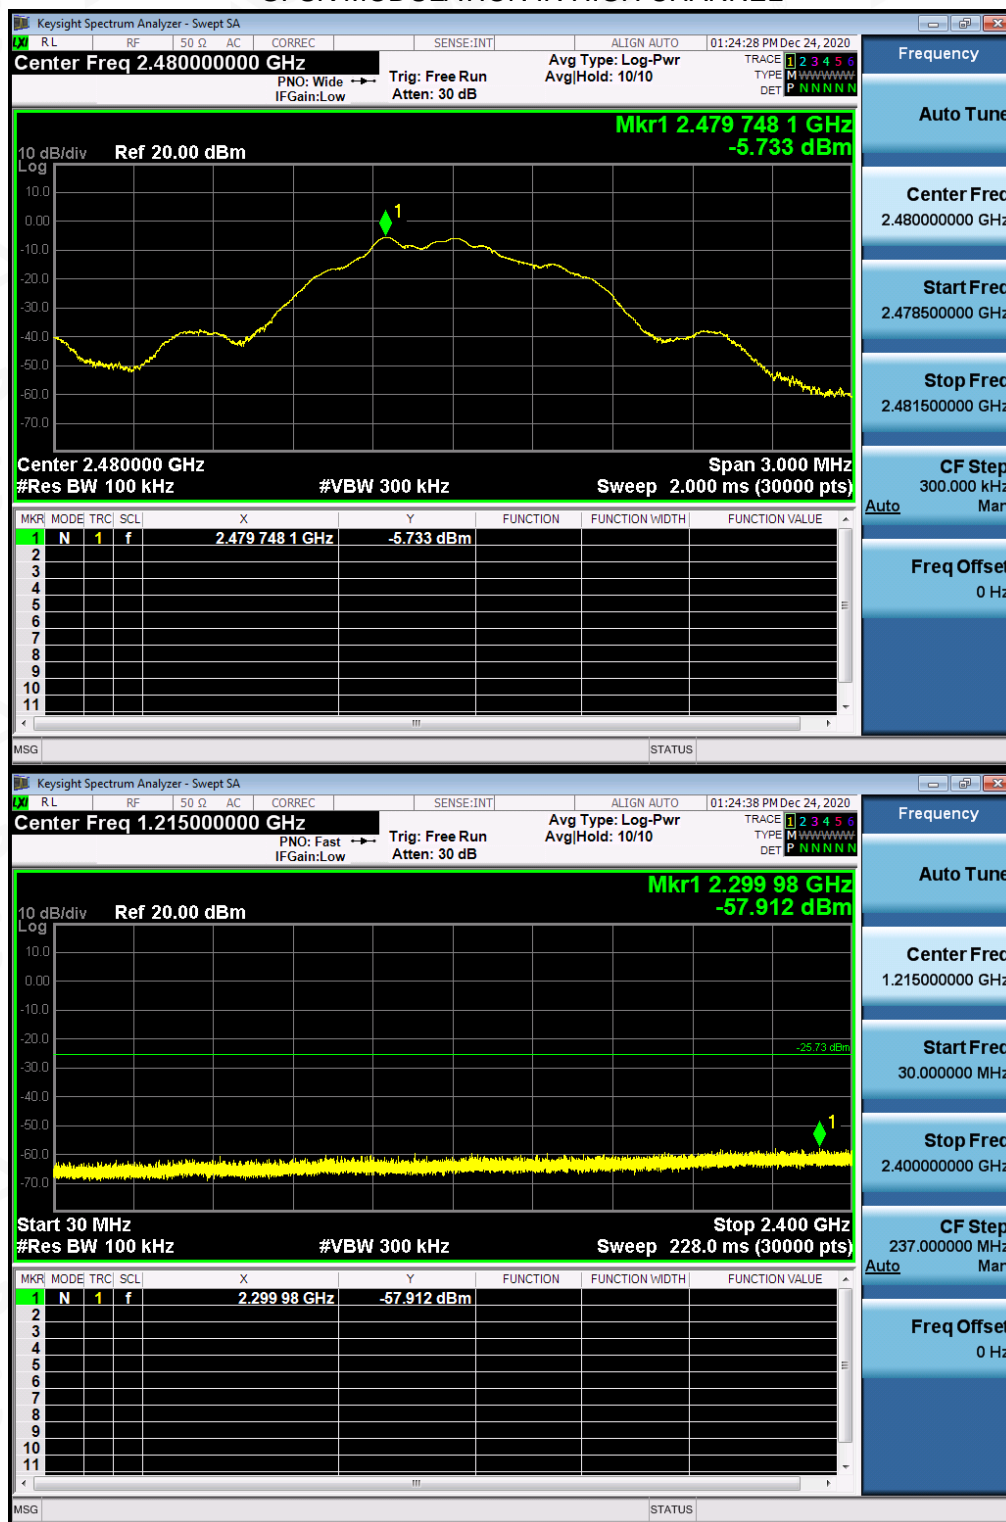 GFSK MODULATION IN HIGH CHANNEL
Keysight Spectrum Analyzer - Swept SA
LXI RL RF 50 Ω AC CORREC SENSE:INT ALIGN AUTO 01:24:28 PM Dec 24, 2020
Center Freq 2.480000000 GHz
PNO: Wide
IFGain:Low
Trig: Free Run
Atten: 30 dB
Avg Type: Log-Pwr
Avg|Hold: 10/10
TRACE 1 2 3 4 5 6
TYPE M WWWWW
DET P N N N N N
Mkr1 2.479 748 1 GHz
-5.733 dBm
10 dB/div Ref 20.00 dBm
Log
10.0
0.00
-10.0
-20.0
-30.0
-40.0
-50.0
-60.0
-70.0
1
Center 2.480000 GHz Span 3.000 MHz
#Res BW 100 kHz #VBW 300 kHz Sweep 2.000 ms (30000 pts)
MKR MODE TRC SCL X Y FUNCTION FUNCTION WIDTH FUNCTION VALUE
1 N 1 f 2.479 748 1 GHz -5.733 dBm
2
3
4
5
6
7
8
9
10
11
MSG STATUS
Frequency
Auto Tune
Center Freq
2.480000000 GHz
Start Freq
2.478500000 GHz
Stop Freq
2.481500000 GHz
CF Step
300.000 kHz
Auto Man
Freq Offset
0 Hz
Keysight Spectrum Analyzer - Swept SA
LXI RL RF 50 Ω AC CORREC SENSE:INT ALIGN AUTO 01:24:38 PM Dec 24, 2020
Center Freq 1.215000000 GHz
PNO: Fast
IFGain:Low
Trig: Free Run
Atten: 30 dB
Avg Type: Log-Pwr
Avg|Hold: 10/10
TRACE 1 2 3 4 5 6
TYPE M WWWWW
DET P N N N N N
Mkr1 2.299 98 GHz
-57.912 dBm
10 dB/div Ref 20.00 dBm
Log
10.0
0.00
-10.0
-20.0
-25.73 dBm
-30.0
-40.0
-50.0
-60.0
-70.0
1
Start 30 MHz Stop 2.400 GHz
#Res BW 100 kHz #VBW 300 kHz Sweep 228.0 ms (30000 pts)
MKR MODE TRC SCL X Y FUNCTION FUNCTION WIDTH FUNCTION VALUE
1 N 1 f 2.299 98 GHz -57.912 dBm
2
3
4
5
6
7
8
9
10
11
MSG STATUS
Frequency
Auto Tune
Center Freq
1.215000000 GHz
Start Freq
30.000000 MHz
Stop Freq
2.400000000 GHz
CF Step
237.000000 MHz
Auto Man
Freq Offset
0 Hz